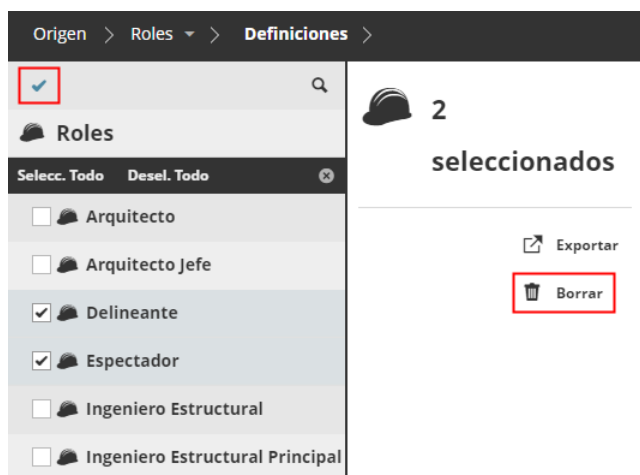 Origen > Roles > Definiciones >
Roles
Selecc. Todo Desel. Todo
Arquitecto
Arquitecto Jefe
Delineante
Espectador
Ingeniero Estructural
Ingeniero Estructural Principal
2
seleccionados
Exportar
Borrar